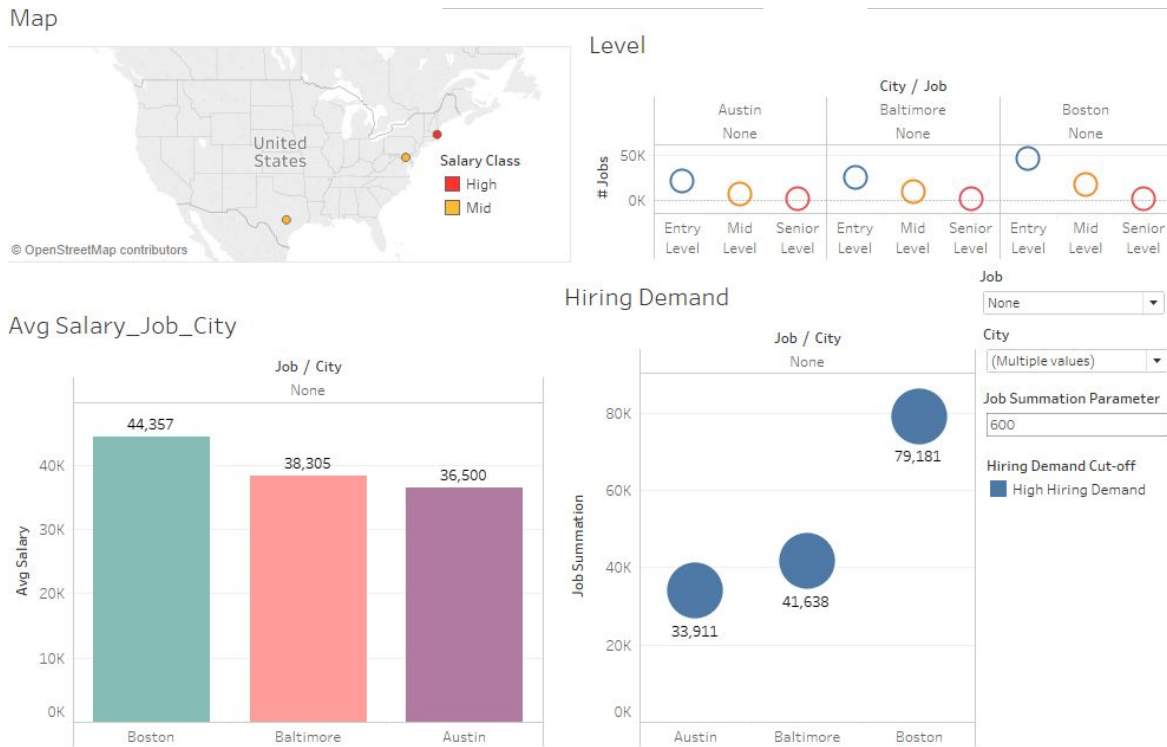 Map
United
States
Salary Class
High
Mid
© OpenStreetMap contributors
Level
City / Job
Austin
Baltimore
Boston
None
None
None
# Jobs
50K
0K
Entry
Level
Mid
Level
Senior
Level
Entry
Level
Mid
Level
Senior
Level
Entry
Level
Mid
Level
Senior
Level
Avg Salary_Job_City
Job / City
None
Avg Salary
40K
30K
20K
10K
0K
44,357
38,305
36,500
Boston
Baltimore
Austin
Hiring Demand
Job / City
None
Job Summation
80K
60K
40K
20K
0K
79,181
41,638
33,911
Austin
Baltimore
Boston
Job
None
City
(Multiple values)
Job Summation Parameter
600
Hiring Demand Cut-off
High Hiring Demand